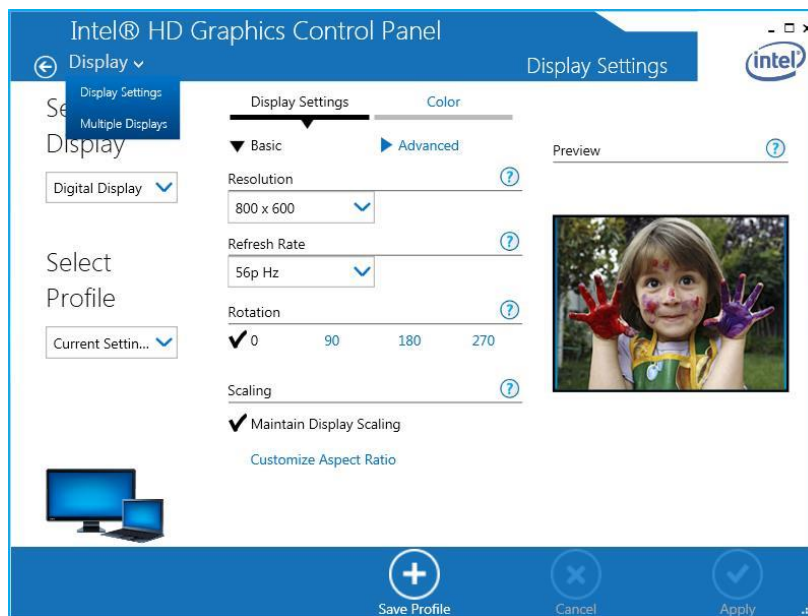 Intel® HD Graphics Control Panel
Display
Display Settings
intel
Display Settings
Multiple Displays
Display
Digital Display
Select
Profile
Current Settin...
Display Settings
Color
Basic
Advanced
Resolution
?
800 x 600
Refresh Rate
?
56p Hz
Rotation
?
0 90 180 270
Scaling
?
Maintain Display Scaling
Customize Aspect Ratio
Preview
?
Save Profile
Cancel
Apply